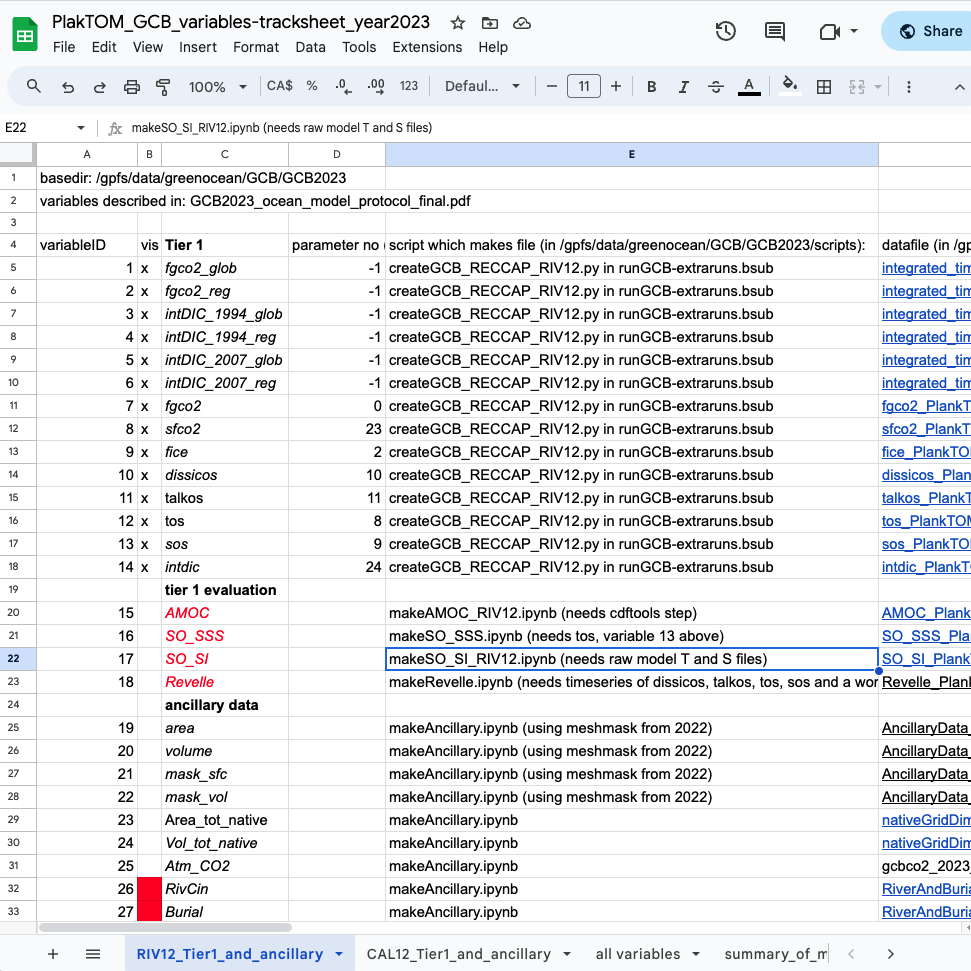 PlakTOM_GCB_variables-tracksheet_year2023
File Edit View Insert Format Data Tools Extensions Help
Share
100% CA$ % .0 .00 123 Defaul... 11 B I A
E22 fx makeSO_SI_RIV12.ipynb (needs raw model T and S files)
A B C D E
1 basedir: /gpfs/data/greenocean/GCB/GCB2023
2 variables described in: GCB2023_ocean_model_protocol_final.pdf
3
4 variableID vis Tier 1 parameter no ( script which makes file (in /gpfs/data/greenocean/GCB/GCB2023/scripts): datafile (in /gp
5 1 x fgco2_glob -1 createGCB_RECCAP_RIV12.py in runGCB-extraruns.bsub integrated_tim
6 2 x fgco2_reg -1 createGCB_RECCAP_RIV12.py in runGCB-extraruns.bsub integrated_tim
7 3 x intDIC_1994_glob -1 createGCB_RECCAP_RIV12.py in runGCB-extraruns.bsub integrated_tim
8 4 x intDIC_1994_reg -1 createGCB_RECCAP_RIV12.py in runGCB-extraruns.bsub integrated_tim
9 5 x intDIC_2007_glob -1 createGCB_RECCAP_RIV12.py in runGCB-extraruns.bsub integrated_tim
10 6 x intDIC_2007_reg -1 createGCB_RECCAP_RIV12.py in runGCB-extraruns.bsub integrated_tim
11 7 x fgco2 0 createGCB_RECCAP_RIV12.py in runGCB-extraruns.bsub fgco2_PlankT
12 8 x sfco2 23 createGCB_RECCAP_RIV12.py in runGCB-extraruns.bsub sfco2_PlankT
13 9 x fice 2 createGCB_RECCAP_RIV12.py in runGCB-extraruns.bsub fice_PlankTO
14 10 x dissicos 10 createGCB_RECCAP_RIV12.py in runGCB-extraruns.bsub dissicos_Plan
15 11 x talkos 11 createGCB_RECCAP_RIV12.py in runGCB-extraruns.bsub talkos_PlankT
16 12 x tos 8 createGCB_RECCAP_RIV12.py in runGCB-extraruns.bsub tos_PlankTOM
17 13 x sos 9 createGCB_RECCAP_RIV12.py in runGCB-extraruns.bsub sos_PlankTO
18 14 x intdic 24 createGCB_RECCAP_RIV12.py in runGCB-extraruns.bsub intdic_PlankT
19 tier 1 evaluation
20 15 AMOC makeAMOC_RIV12.ipynb (needs cdftools step) AMOC_Plank
21 16 SO_SSS makeSO_SSS.ipynb (needs tos, variable 13 above) SO_SSS_Pla
22 17 SO_SI makeSO_SI_RIV12.ipynb (needs raw model T and S files) SO_SI_Plank
23 18 Revelle makeRevelle.ipynb (needs timeseries of dissicos, talkos, tos, sos and a wor Revelle_Plank
24 ancillary data
25 19 area makeAncillary.ipynb (using meshmask from 2022) AncillaryData_
26 20 volume makeAncillary.ipynb (using meshmask from 2022) AncillaryData_
27 21 mask_sfc makeAncillary.ipynb (using meshmask from 2022) AncillaryData_
28 22 mask_vol makeAncillary.ipynb (using meshmask from 2022) AncillaryData_
29 23 Area_tot_native makeAncillary.ipynb nativeGridDim
30 24 Vol_tot_native makeAncillary.ipynb nativeGridDim
31 25 Atm_CO2 makeAncillary.ipynb gcbco2_2023
32 26 RivCin makeAncillary.ipynb RiverAndBuria
33 27 Burial makeAncillary.ipynb RiverAndBuria
RIV12_Tier1_and_ancillary CAL12_Tier1_and_ancillary all variables summary_of_m